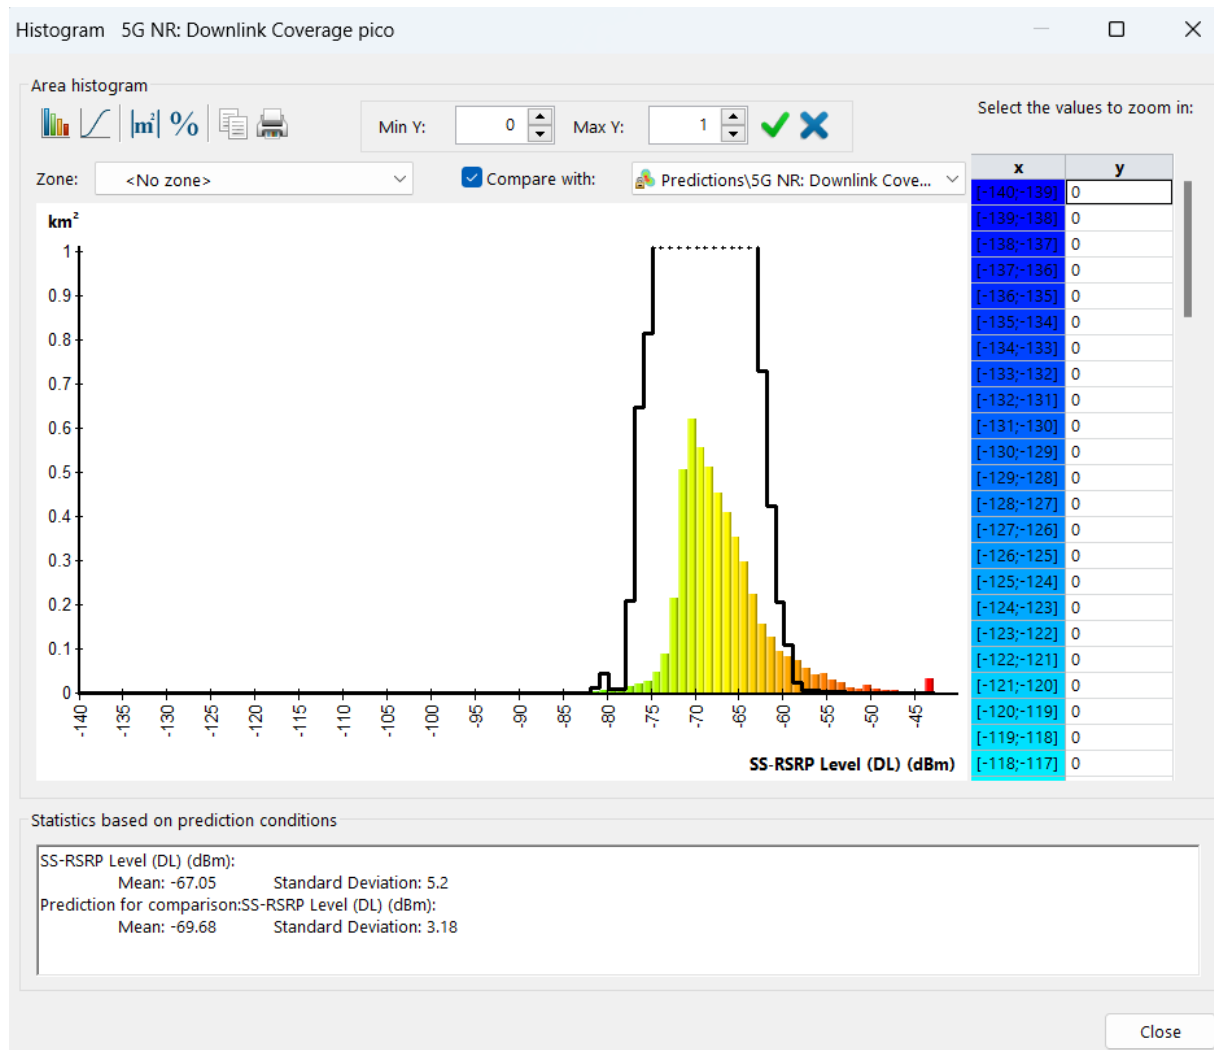 Histogram 5G NR: Downlink Coverage pico
Area histogram
m² %
Min Y: 0 Max Y: 1
Select the values to zoom in:
Zone: <No zone> Compare with: Predictions\5G NR: Downlink Cove...
x y
[-140;-139] 0
[-139;-138] 0
[-138;-137] 0
[-137;-136] 0
[-136;-135] 0
[-135;-134] 0
[-134;-133] 0
[-133;-132] 0
[-132;-131] 0
[-131;-130] 0
[-130;-129] 0
[-129;-128] 0
[-128;-127] 0
[-127;-126] 0
[-126;-125] 0
[-125;-124] 0
[-124;-123] 0
[-123;-122] 0
[-122;-121] 0
[-121;-120] 0
[-120;-119] 0
[-119;-118] 0
[-118;-117] 0
km²
1
0.9
0.8
0.7
0.6
0.5
0.4
0.3
0.2
0.1
0
-140 -135 -130 -125 -120 -115 -110 -105 -100 -95 -90 -85 -80 -75 -70 -65 -60 -55 -50 -45
SS-RSRP Level (DL) (dBm)
Statistics based on prediction conditions
SS-RSRP Level (DL) (dBm):
Mean: -67.05 Standard Deviation: 5.2
Prediction for comparison:SS-RSRP Level (DL) (dBm):
Mean: -69.68 Standard Deviation: 3.18
Close